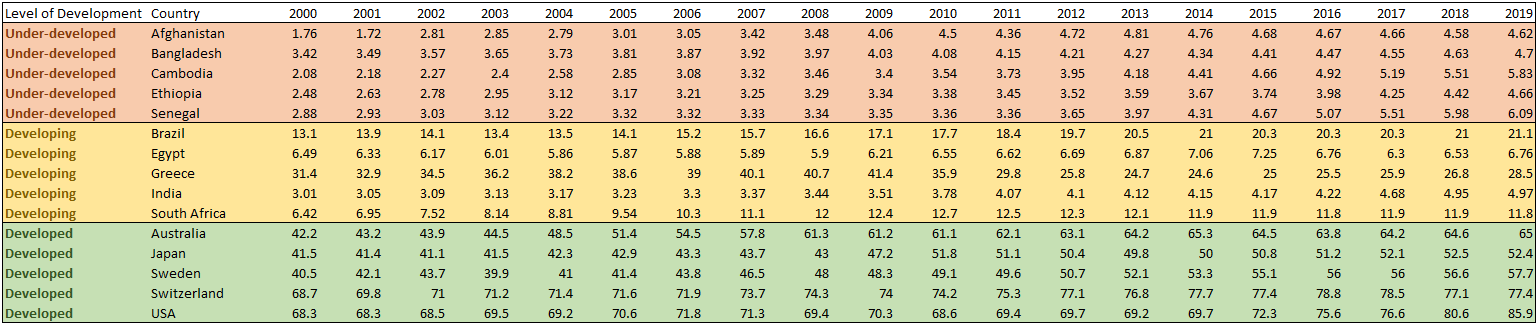 Level of Development Country 2000 2001 2002 2003 2004 2005 2006 2007 2008 2009 2010 2011 2012 2013 2014 2015 2016 2017 2018 2019
Under-developed Afghanistan 1.76 1.72 2.81 2.85 2.79 3.01 3.05 3.42 3.48 4.06 4.5 4.36 4.72 4.81 4.76 4.68 4.67 4.66 4.58 4.62
Under-developed Bangladesh 3.42 3.49 3.57 3.65 3.73 3.81 3.87 3.92 3.97 4.03 4.08 4.15 4.21 4.27 4.34 4.41 4.47 4.55 4.63 4.7
Under-developed Cambodia 2.08 2.18 2.27 2.4 2.58 2.85 3.08 3.32 3.46 3.4 3.54 3.73 3.95 4.18 4.41 4.66 4.92 5.19 5.51 5.83
Under-developed Ethiopia 2.48 2.63 2.78 2.95 3.12 3.17 3.21 3.25 3.29 3.34 3.38 3.45 3.52 3.59 3.67 3.74 3.98 4.25 4.42 4.66
Under-developed Senegal 2.88 2.93 3.03 3.12 3.22 3.32 3.32 3.33 3.34 3.35 3.36 3.36 3.65 3.97 4.31 4.67 5.07 5.51 5.98 6.09
Developing Brazil 13.1 13.9 14.1 13.4 13.5 14.1 15.2 15.7 16.6 17.1 17.7 18.4 19.7 20.5 21 20.3 20.3 20.3 21 21.1
Developing Egypt 6.49 6.33 6.17 6.01 5.86 5.87 5.88 5.89 5.9 6.21 6.55 6.62 6.69 6.87 7.06 7.25 6.76 6.3 6.53 6.76
Developing Greece 31.4 32.9 34.5 36.2 38.2 38.6 39 40.1 40.7 41.4 35.9 29.8 25.8 24.7 24.6 25 25.5 25.9 26.8 28.5
Developing India 3.01 3.05 3.09 3.13 3.17 3.23 3.3 3.37 3.44 3.51 3.78 4.07 4.1 4.12 4.15 4.17 4.22 4.68 4.95 4.97
Developing South Africa 6.42 6.95 7.52 8.14 8.81 9.54 10.3 11.1 12 12.4 12.7 12.5 12.3 12.1 11.9 11.9 11.8 11.9 11.9 11.8
Developed Australia 42.2 43.2 43.9 44.5 48.5 51.4 54.5 57.8 61.3 61.2 61.1 62.1 63.1 64.2 65.3 64.5 63.8 64.2 64.6 65
Developed Japan 41.5 41.4 41.1 41.5 42.3 42.9 43.3 43.7 43 47.2 51.8 51.1 50.4 49.8 50 50.8 51.2 52.1 52.5 52.4
Developed Sweden 40.5 42.1 43.7 39.9 41 41.4 43.8 46.5 48 48.3 49.1 49.6 50.7 52.1 53.3 55.1 56 56 56.6 57.7
Developed Switzerland 68.7 69.8 71 71.2 71.4 71.6 71.9 73.7 74.3 74 74.2 75.3 77.1 76.8 77.7 77.4 78.8 78.5 77.1 77.4
Developed USA 68.3 68.3 68.5 69.5 69.2 70.6 71.8 71.3 69.4 70.3 68.6 69.4 69.7 69.2 69.7 72.3 75.6 76.6 80.6 85.9